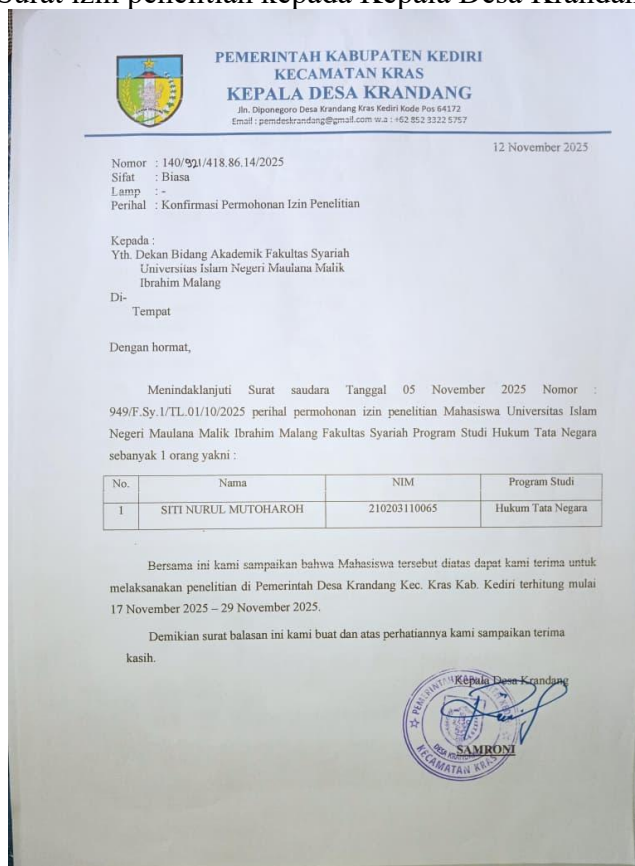 Surat izin penelitian kepada Kepala Desa Krandan
PEMERINTAH KABUPATEN KEDIRI
KECAMATAN KRAS
KEPALA DESA KRANDANG
Jln. Diponegoro Desa Krandang Kras Kediri Kode Pos 64172
Email : pemdeskrandang@gmail.com w.a : +62 852 3322 5757
12 November 2025
Nomor : 140/921/418.86.14/2025
Sifat : Biasa
Lamp : -
Perihal : Konfirmasi Permohonan Izin Penelitian
Kepada :
Yth. Dekan Bidang Akademik Fakultas Syariah
Universitas Islam Negeri Maulana Malik
Ibrahim Malang
Di-
Tempat
Dengan hormat,
Menindaklanjuti Surat saudara Tanggal 05 November 2025 Nomor :
949/F.Sy.1/TL.01/10/2025 perihal permohonan izin penelitian Mahasiswa Universitas Islam
Negeri Maulana Malik Ibrahim Malang Fakultas Syariah Program Studi Hukum Tata Negara
sebanyak 1 orang yakni :
No. Nama NIM Program Studi
1 SITI NURUL MUTOHAROH 210203110065 Hukum Tata Negara
Bersama ini kami sampaikan bahwa Mahasiswa tersebut diatas dapat kami terima untuk
melaksanakan penelitian di Pemerintah Desa Krandang Kec. Kras Kab. Kediri terhitung mulai
17 November 2025 – 29 November 2025.
Demikian surat balasan ini kami buat dan atas perhatiannya kami sampaikan terima
kasih.
Kepala Desa Krandang
SAMRONI
KECAMATAN KRAS